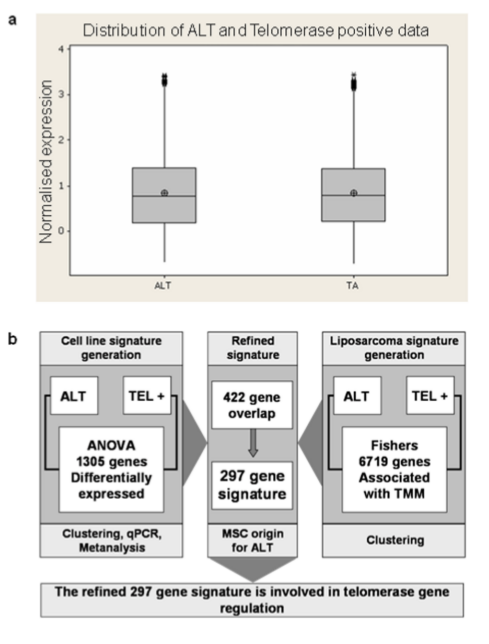 a
Distribution of ALT and Telomerase positive data
Normalised expression
4
3
2
1
0
ALT
TA
b
Cell line signature
generation
ALT
TEL +
ANOVA
1305 genes
Differentially
expressed
Clustering, qPCR,
Metanalysis
Refined
signature
422 gene
overlap
297 gene
signature
MSC origin
for ALT
Liposarcoma signature
generation
ALT
TEL +
Fishers
6719 genes
Associated
with TMM
Clustering
The refined 297 gene signature is involved in telomerase gene
regulation